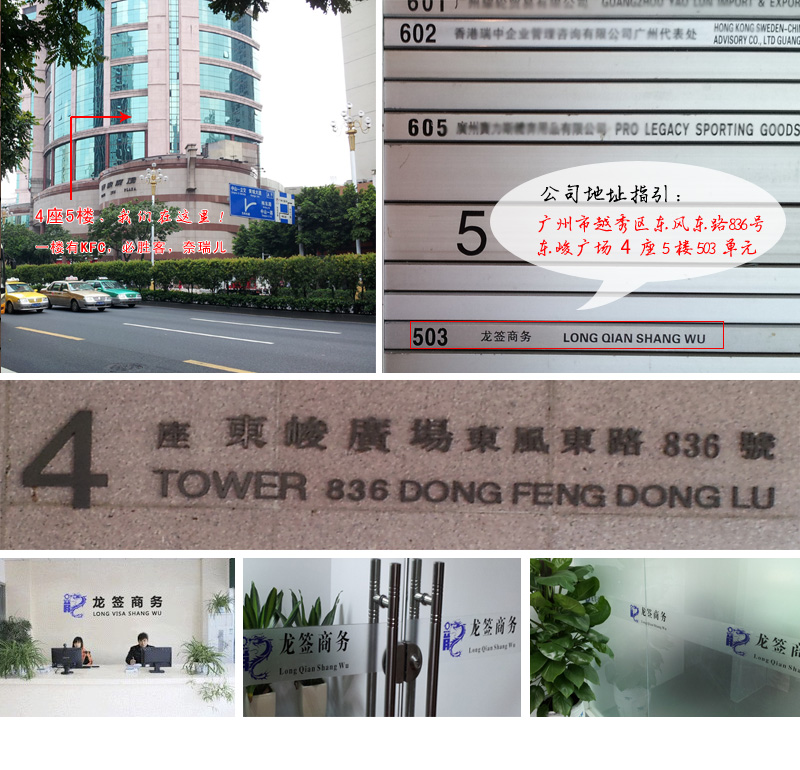 4座5楼、我们在这里！
一楼有KFC，必胜客，奈瑞儿
601
GUANGZHOU YAO LUN IMPORT & EXPOR
602 香港瑞中企业管理咨询有限公司广州代表处 HONG KONG SWEDEN-CHI
ADVISORY CO., LTD GUANG
605 PRO LEGACY SPORTING GOODS
5
公司地址指引：
广州市越秀区东风东路836号
东峻广场 4 座 5 楼 503 单元
503 龙签商务 LONG QIAN SHANG WU
4 座 東峻廣場 東風東路 836 號
TOWER 836 DONG FENG DONG LU
龙签商务
LONG VISA SHANG WU
龙签商务
Long Qian Shang Wu
龙签商务
Long Qian Shang Wu
龙签商务
龙签商
Long Qian Shang Wu